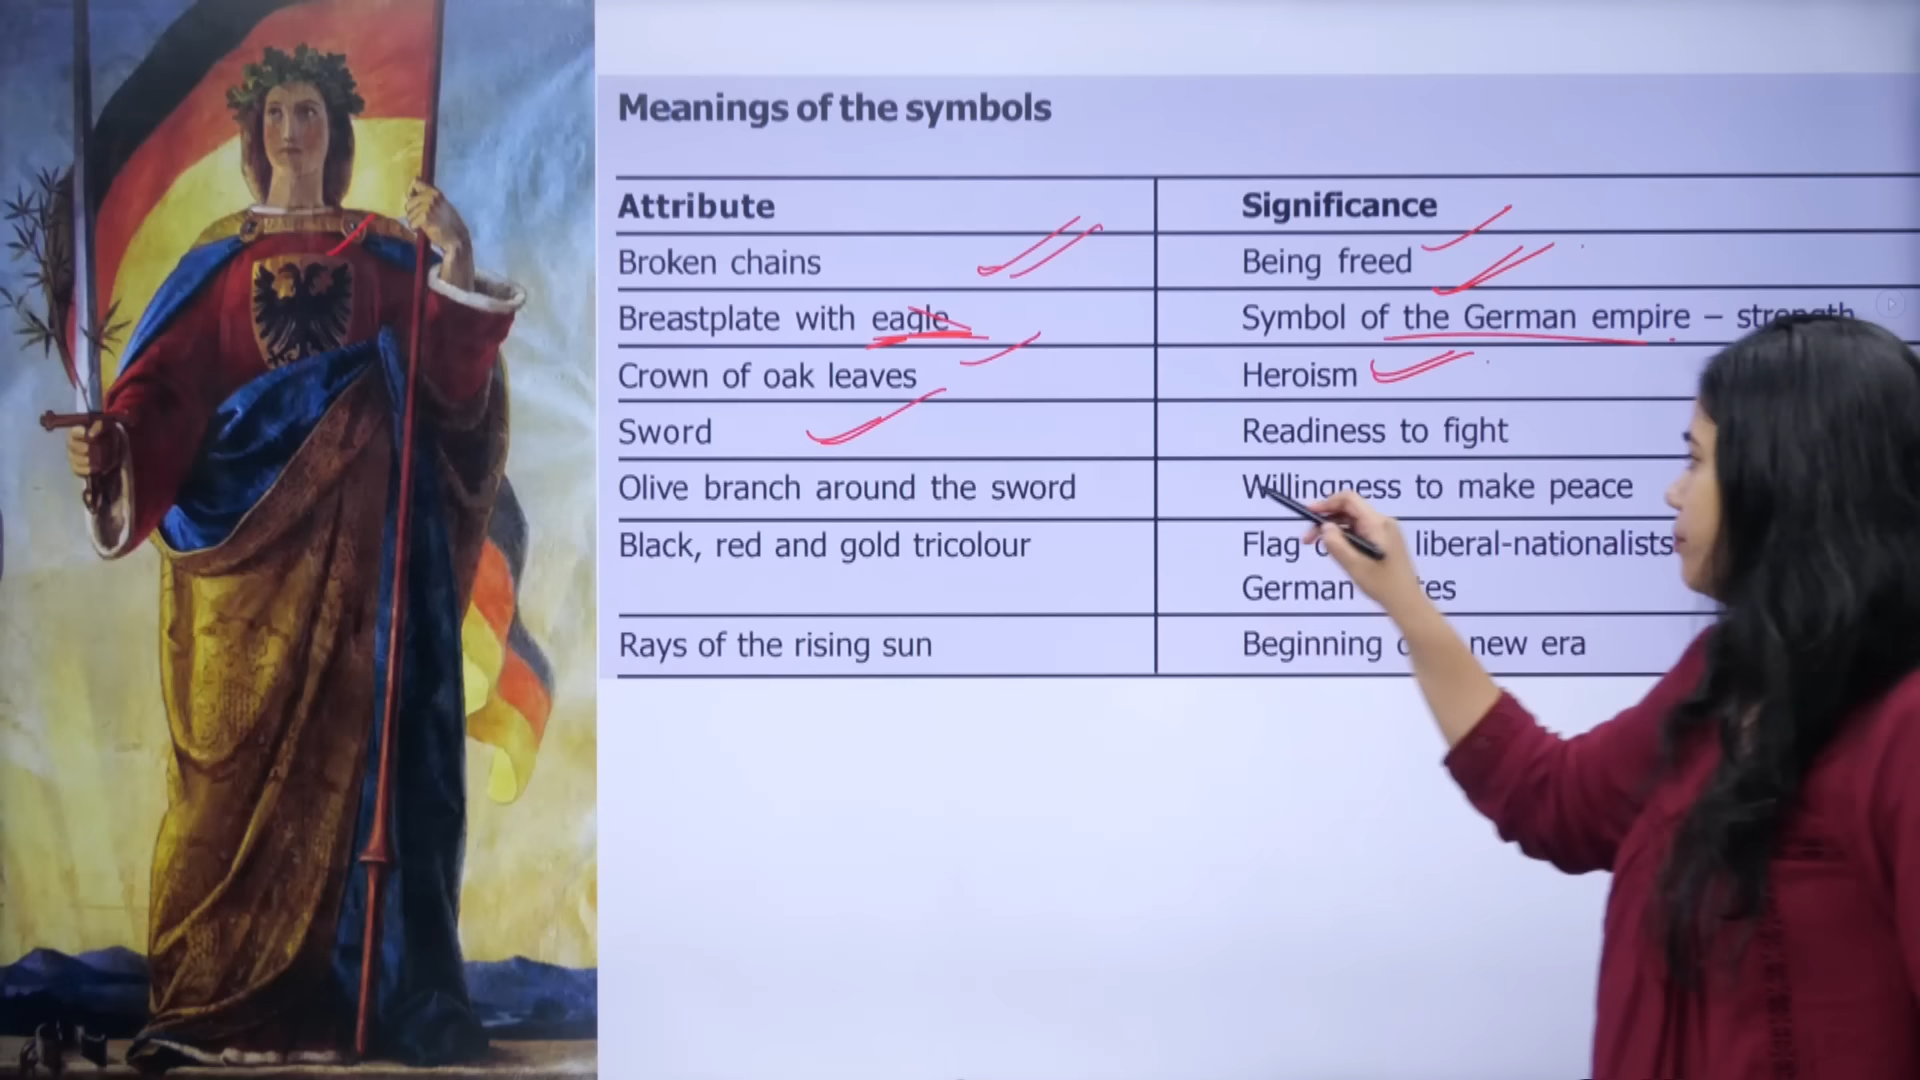 Meanings of the symbols
Attribute Significance
Broken chains Being freed
Breastplate with eagle Symbol of the German empire – strength
Crown of oak leaves Heroism
Sword Readiness to fight
Olive branch around the sword Willingness to make peace
Black, red and gold tricolour Flag liberal-nationalists
German
Rays of the rising sun Beginning new era